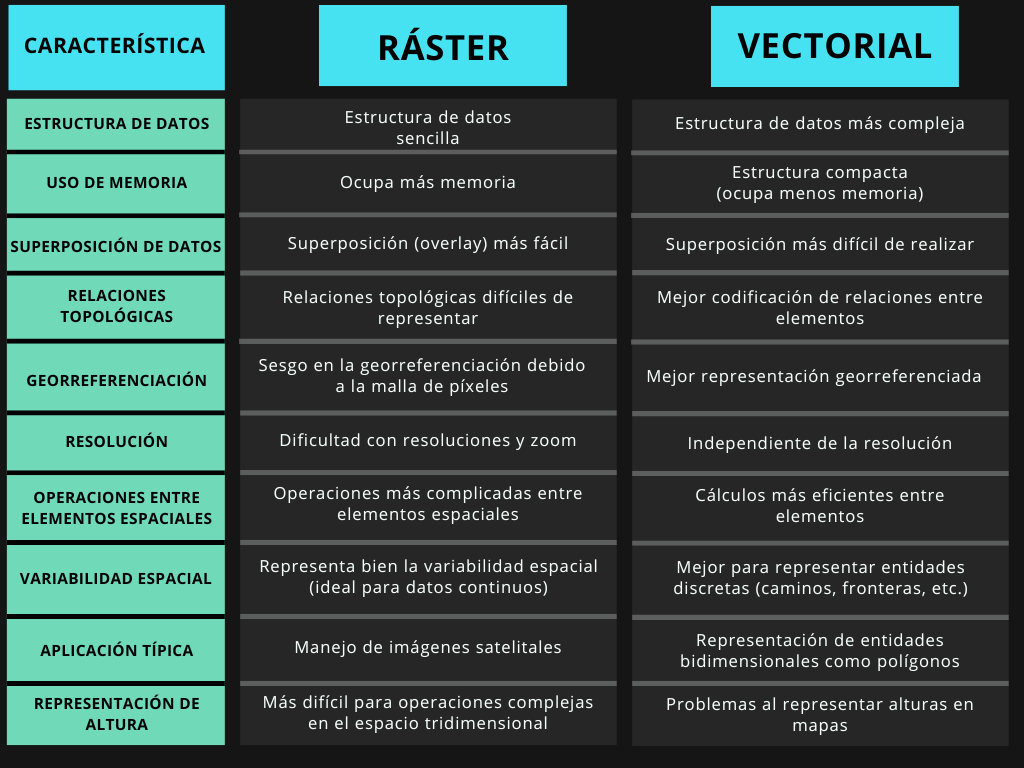 CARACTERÍSTICA
RÁSTER
VECTORIAL
ESTRUCTURA DE DATOS
Estructura de datos
sencilla
Estructura de datos más compleja
USO DE MEMORIA
Ocupa más memoria
Estructura compacta
(ocupa menos memoria)
SUPERPOSICIÓN DE DATOS
Superposición (overlay) más fácil
Superposición más difícil de realizar
RELACIONES
TOPOLÓGICAS
Relaciones topológicas difíciles de
representar
Mejor codificación de relaciones entre
elementos
GEORREFERENCIACIÓN
Sesgo en la georreferenciación debido
a la malla de píxeles
Mejor representación georreferenciada
RESOLUCIÓN
Dificultad con resoluciones y zoom
Independiente de la resolución
OPERACIONES ENTRE
ELEMENTOS ESPACIALES
Operaciones más complicadas entre
elementos espaciales
Cálculos más eficientes entre
elementos
VARIABILIDAD ESPACIAL
Representa bien la variabilidad espacial
(ideal para datos continuos)
Mejor para representar entidades
discretas (caminos, fronteras, etc.)
APLICACIÓN TÍPICA
Manejo de imágenes satelitales
Representación de entidades
bidimensionales como polígonos
REPRESENTACIÓN DE
ALTURA
Más difícil para operaciones complejas
en el espacio tridimensional
Problemas al representar alturas en
mapas